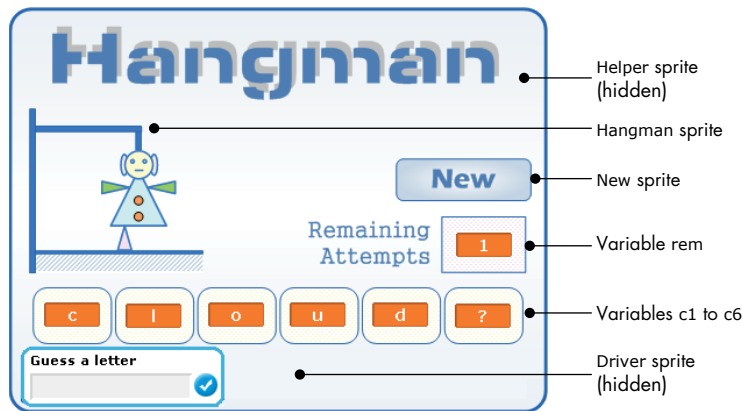 Hangman
Helper sprite
(hidden)
Hangman sprite
New
New sprite
Remaining
Attempts
1
Variable rem
c l o u d ?
Variables c1 to c6
Guess a letter
Driver sprite
(hidden)